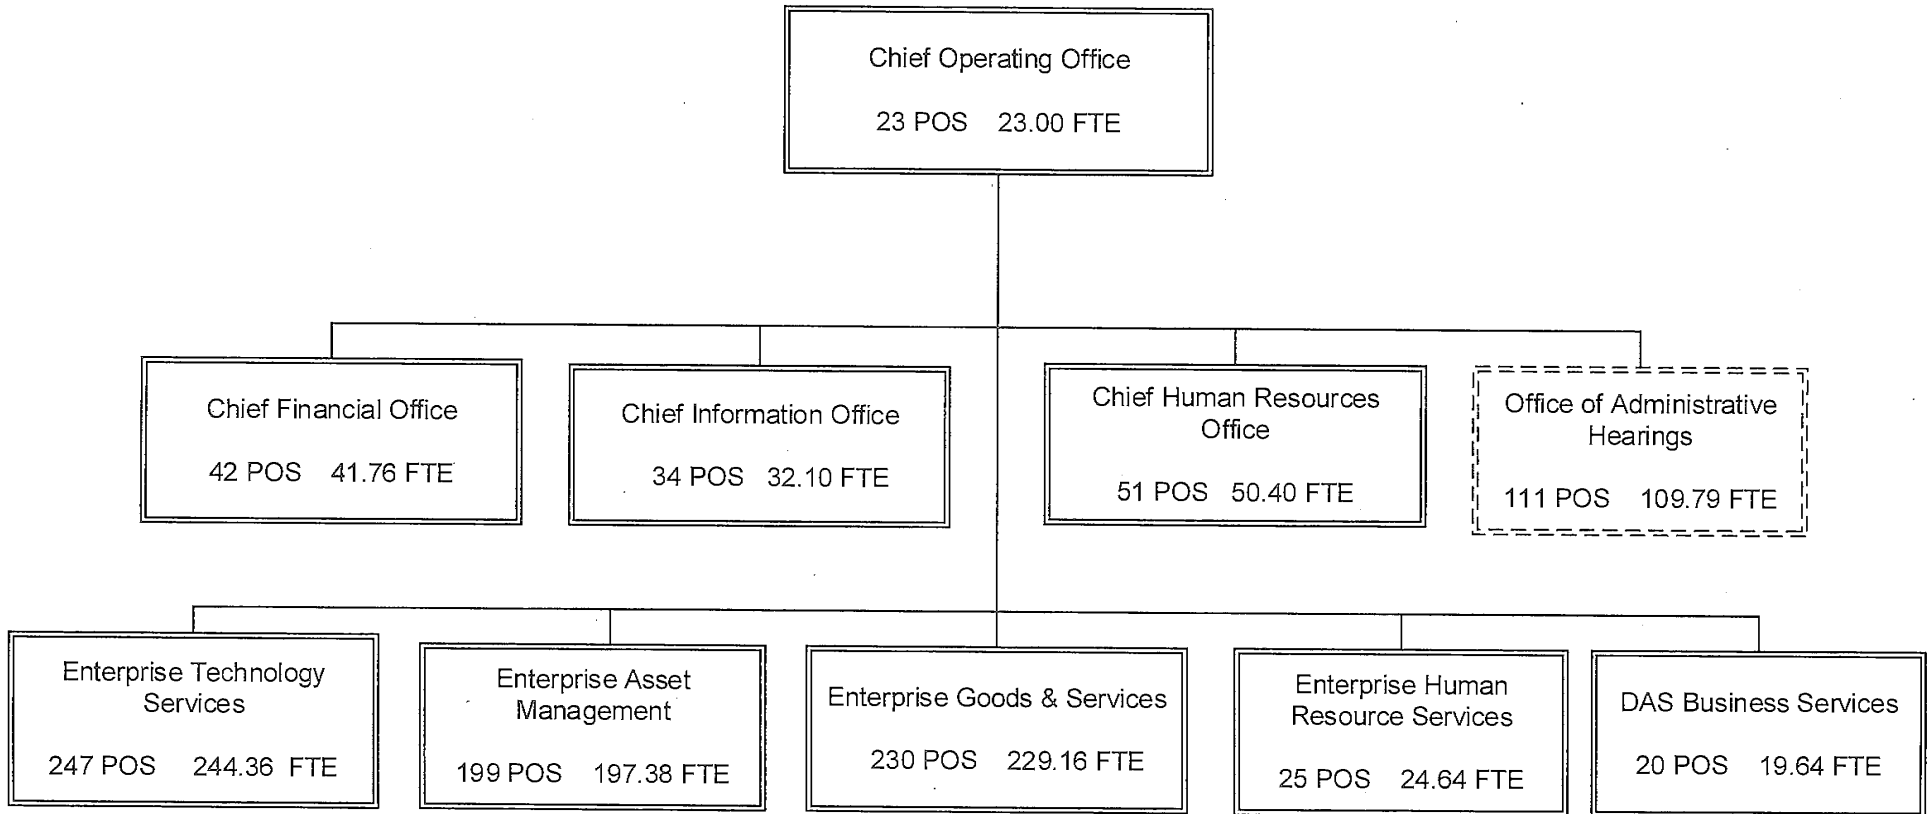 Chief Operating Office
23 POS 23.00 FTE
Chief Financial Office
42 POS 41.76 FTE
Chief Information Office
34 POS 32.10 FTE
Chief Human Resources
Office
51 POS 50.40 FTE
Office of Administrative
Hearings
111 POS 109.79 FTE
Enterprise Technology
Services
247 POS 244.36 FTE
Enterprise Asset
Management
199 POS 197.38 FTE
Enterprise Goods & Services
230 POS 229.16 FTE
Enterprise Human
Resource Services
25 POS 24.64 FTE
DAS Business Services
20 POS 19.64 FTE